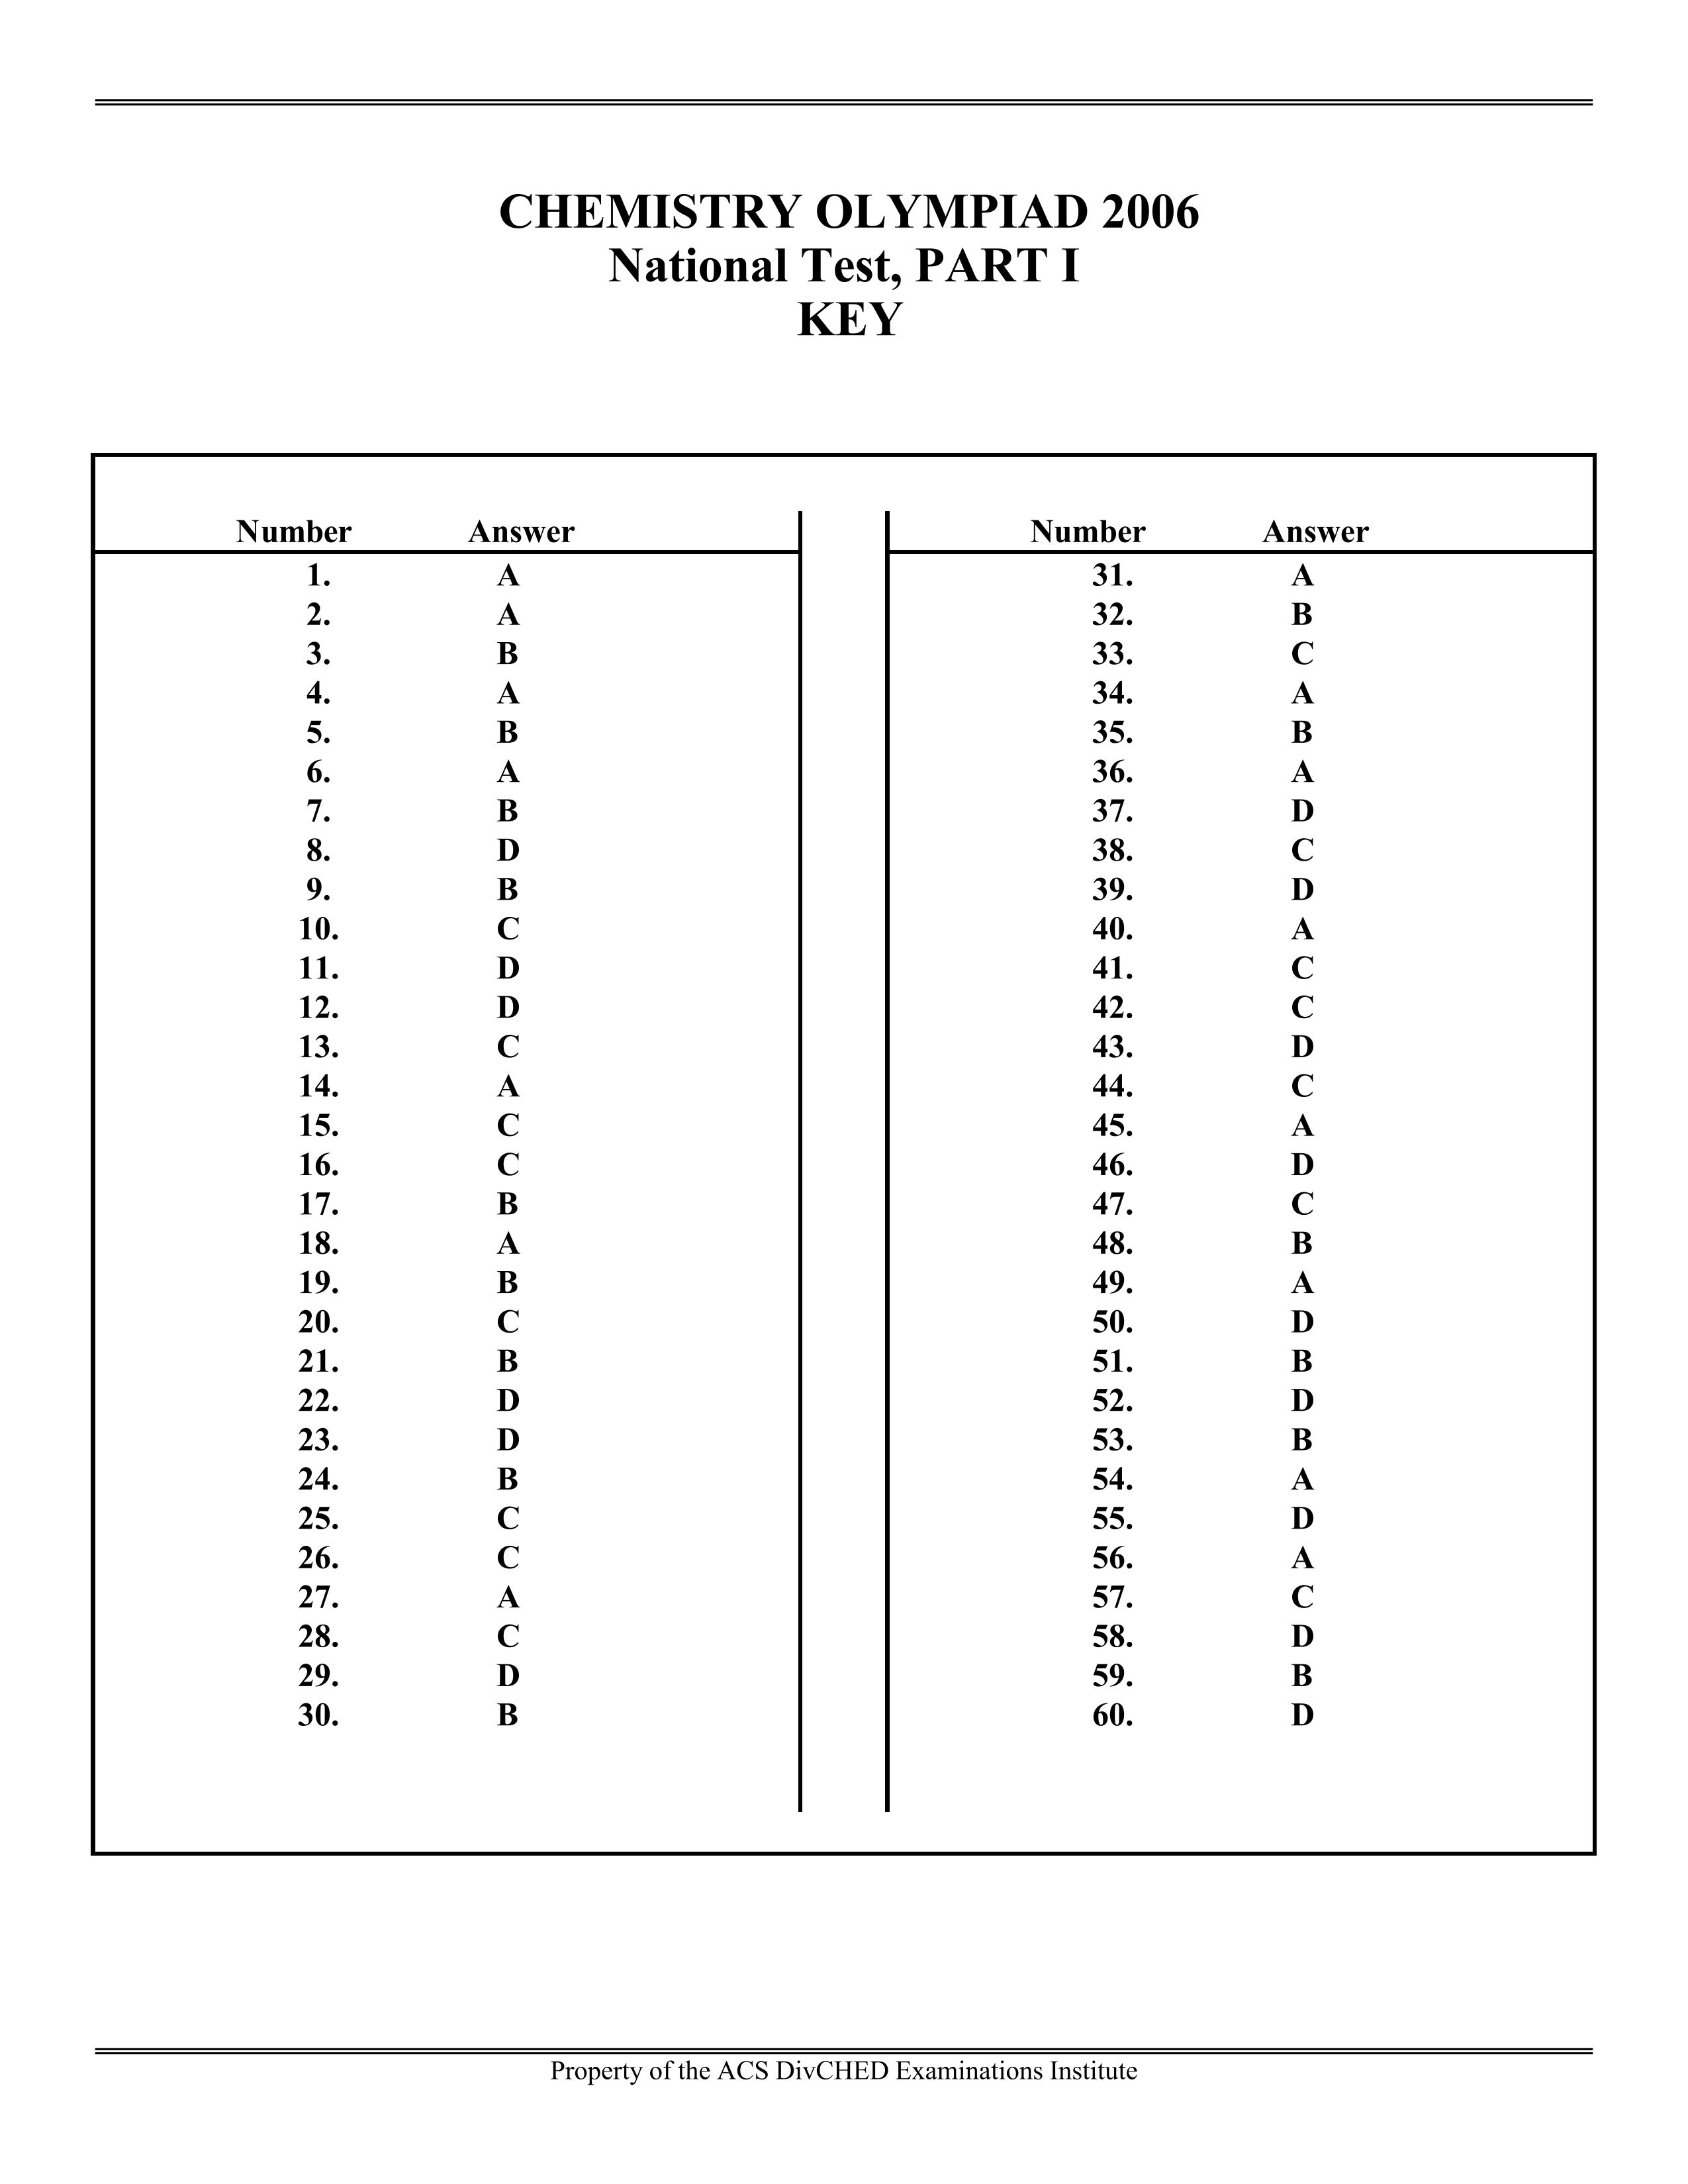 CHEMISTRY OLYMPIAD 2006
National Test, PART I
KEY
Number Answer Number Answer
1. A 31. A
2. A 32. B
3. B 33. C
4. A 34. A
5. B 35. B
6. A 36. A
7. B 37. D
8. D 38. C
9. B 39. D
10. C 40. A
11. D 41. C
12. D 42. C
13. C 43. D
14. A 44. C
15. C 45. A
16. C 46. D
17. B 47. C
18. A 48. B
19. B 49. A
20. C 50. D
21. B 51. B
22. D 52. D
23. D 53. B
24. B 54. A
25. C 55. D
26. C 56. A
27. A 57. C
28. C 58. D
29. D 59. B
30. B 60. D
Property of the ACS DivCHED Examinations Institute